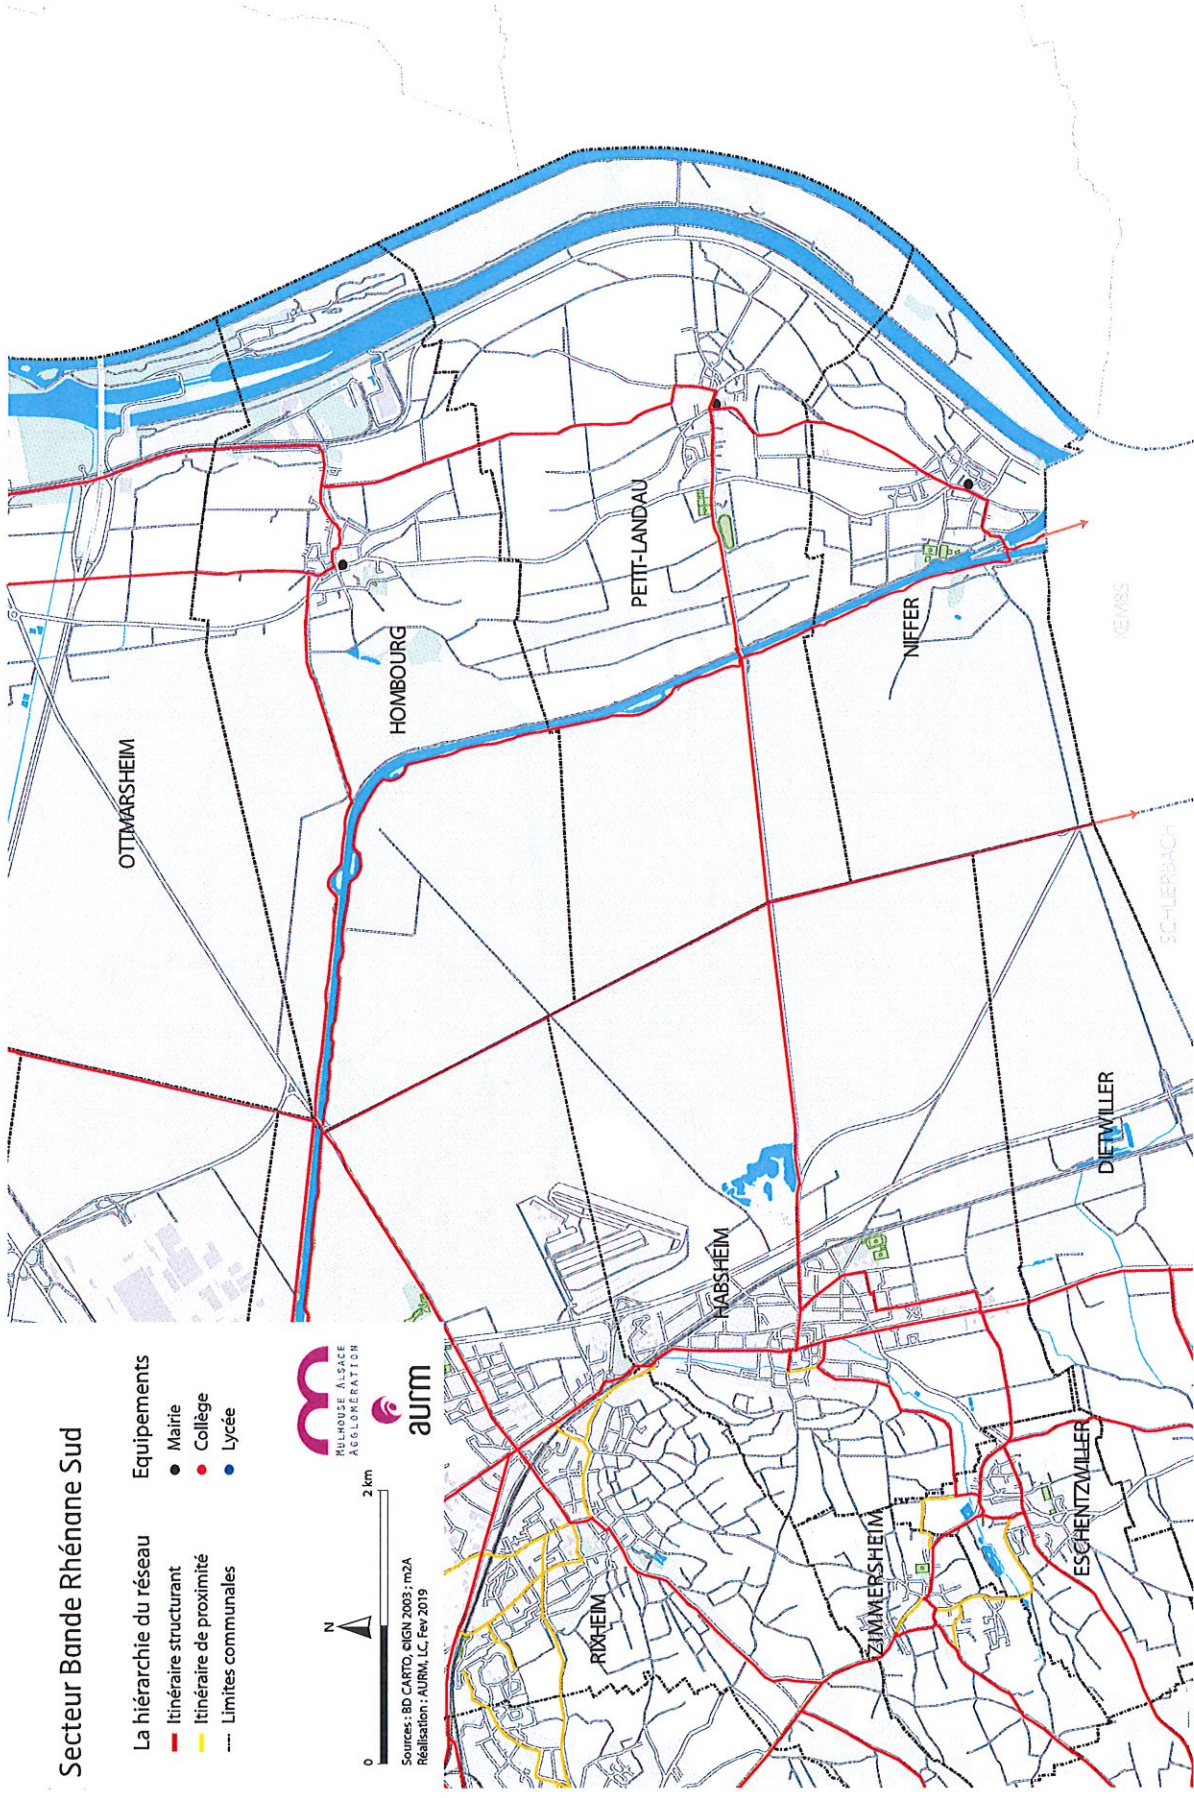 Secteur Bande Rhénane Sud
La hiérarchie du réseau
Itinéraire structurant
Itinéraire de proximité
Limites communales
Equipements
Mairie
Collège
Lycée
MULHOUSE ALSACE
AGGLOMÉRATION
aurm
N
0
2 km
Sources : BD CARTO, ©IGN 2003 ; m2A
Réalisation : AURM, LC, Fev 2019
OTTMARSHEIM
HOMBOURG
PETIT-LANDAU
NIFFER
KEMBS
SCHLIERBACH
DIETWILLER
HABSHEIM
RIXHEIM
ZIMMERSHEIM
ESCHENTZWILLER